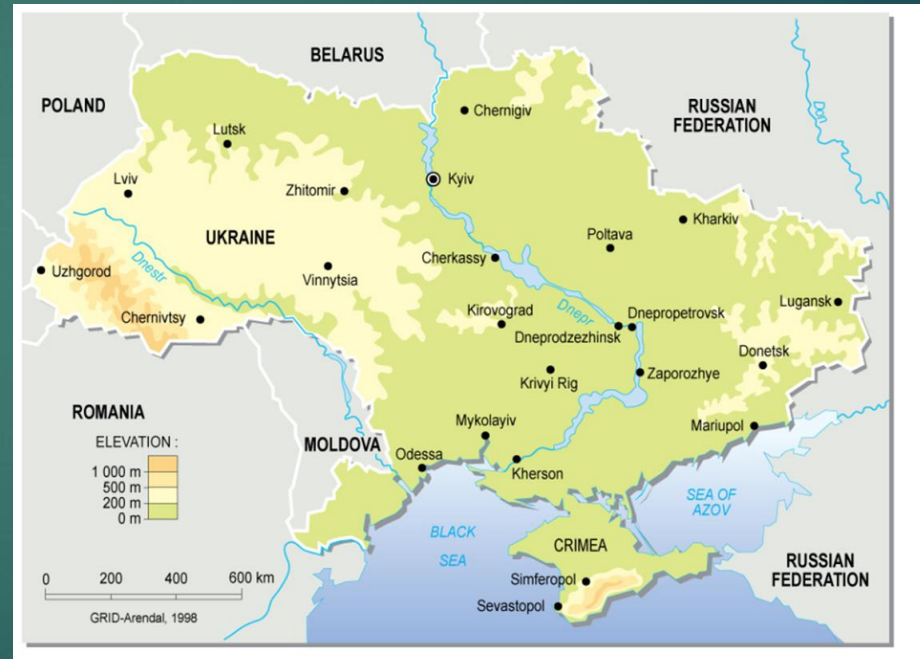 BELARUS
POLAND
RUSSIAN
FEDERATION
Don
Chernigiv
Lutsk
Lviv
Zhitomir
Kyiv
Kharkiv
UKRAINE
Poltava
Dnestr
Cherkassy
Uzhgorod
Vinnytsia
Lugansk
Kirovograd
Dnepr
Dnepropetrovsk
Chernivtsy
Dneprodzezhinsk
Donetsk
Krivyi Rig
Zaporozhye
ROMANIA
Mykolayiv
Mariupol
ELEVATION :
MOLDOVA
Odessa
Kherson
1 000 m
500 m
200 m
0 m
SEA OF
AZOV
BLACK
SEA
CRIMEA
RUSSIAN
FEDERATION
0 200 400 600 km
Simferopol
Sevastopol
GRID-Arendal, 1998